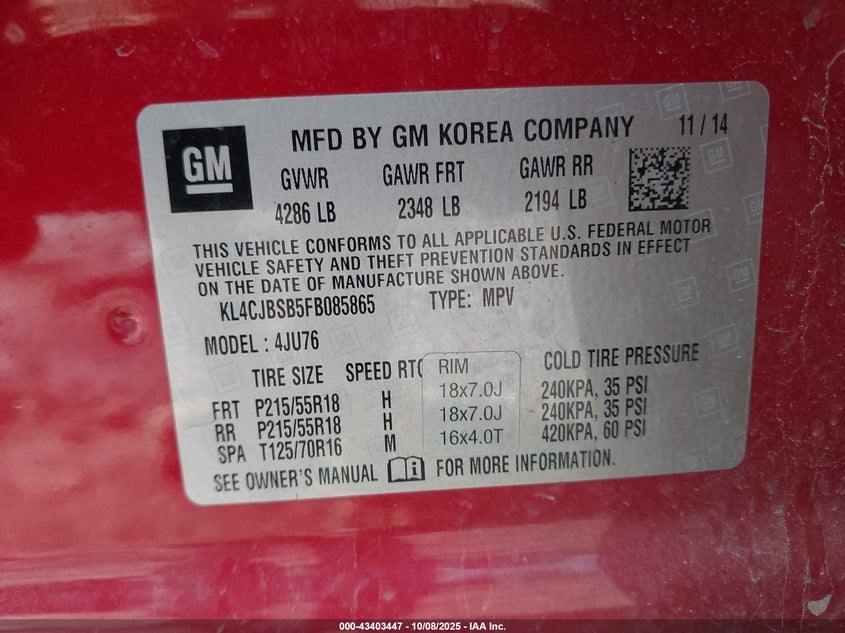 GM
MFD BY GM KOREA COMPANY 11 / 14
GVWR GAWR FRT GAWR RR
4286 LB 2348 LB 2194 LB
THIS VEHICLE CONFORMS TO ALL APPLICABLE U.S. FEDERAL MOTOR
VEHICLE SAFETY AND THEFT PREVENTION STANDARDS IN EFFECT
ON THE DATE OF MANUFACTURE SHOWN ABOVE.
KL4CJBSB5FB085865 TYPE: MPV
MODEL : 4JU76
TIRE SIZE SPEED RTG RIM COLD TIRE PRESSURE
FRT P215/55R18 H 18x7.0J 240KPA, 35 PSI
RR P215/55R18 H 18x7.0J 240KPA, 35 PSI
SPA T125/70R16 M 16x4.0T 420KPA, 60 PSI
SEE OWNER'S MANUAL FOR MORE INFORMATION.
000-43403447 - 10/08/2025 - IAA Inc.